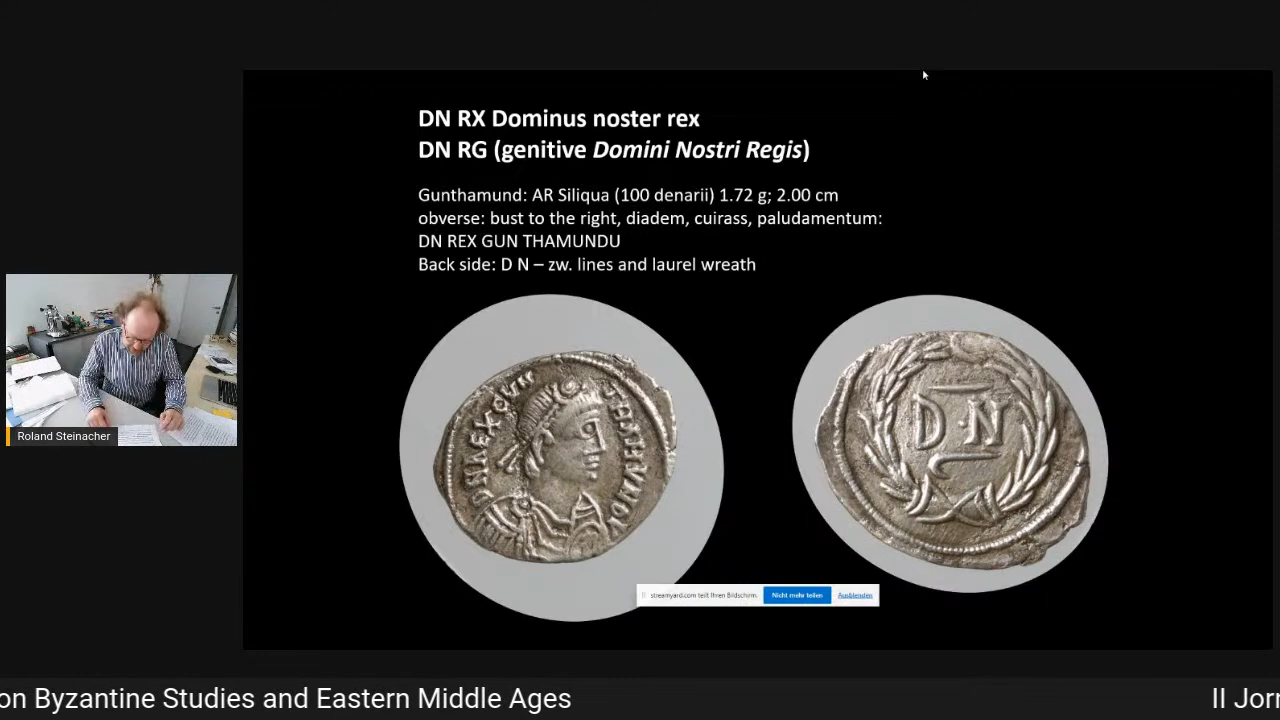 DN RX Dominus noster rex
DN RG (genitive Domini Nostri Regis)
Gunthamund: AR Siliqua (100 denarii) 1.72 g; 2.00 cm
obverse: bust to the right, diadem, cuirass, paludamentum:
DN REX GUN THAMUNDU
Back side: D N – zw. lines and laurel wreath
D N
Roland Steinacher
streamyard.com teilt Ihren Bildschirm.
Nicht mehr teilen
Ausblenden
on Byzantine Studies and Eastern Middle Ages
II Jorn